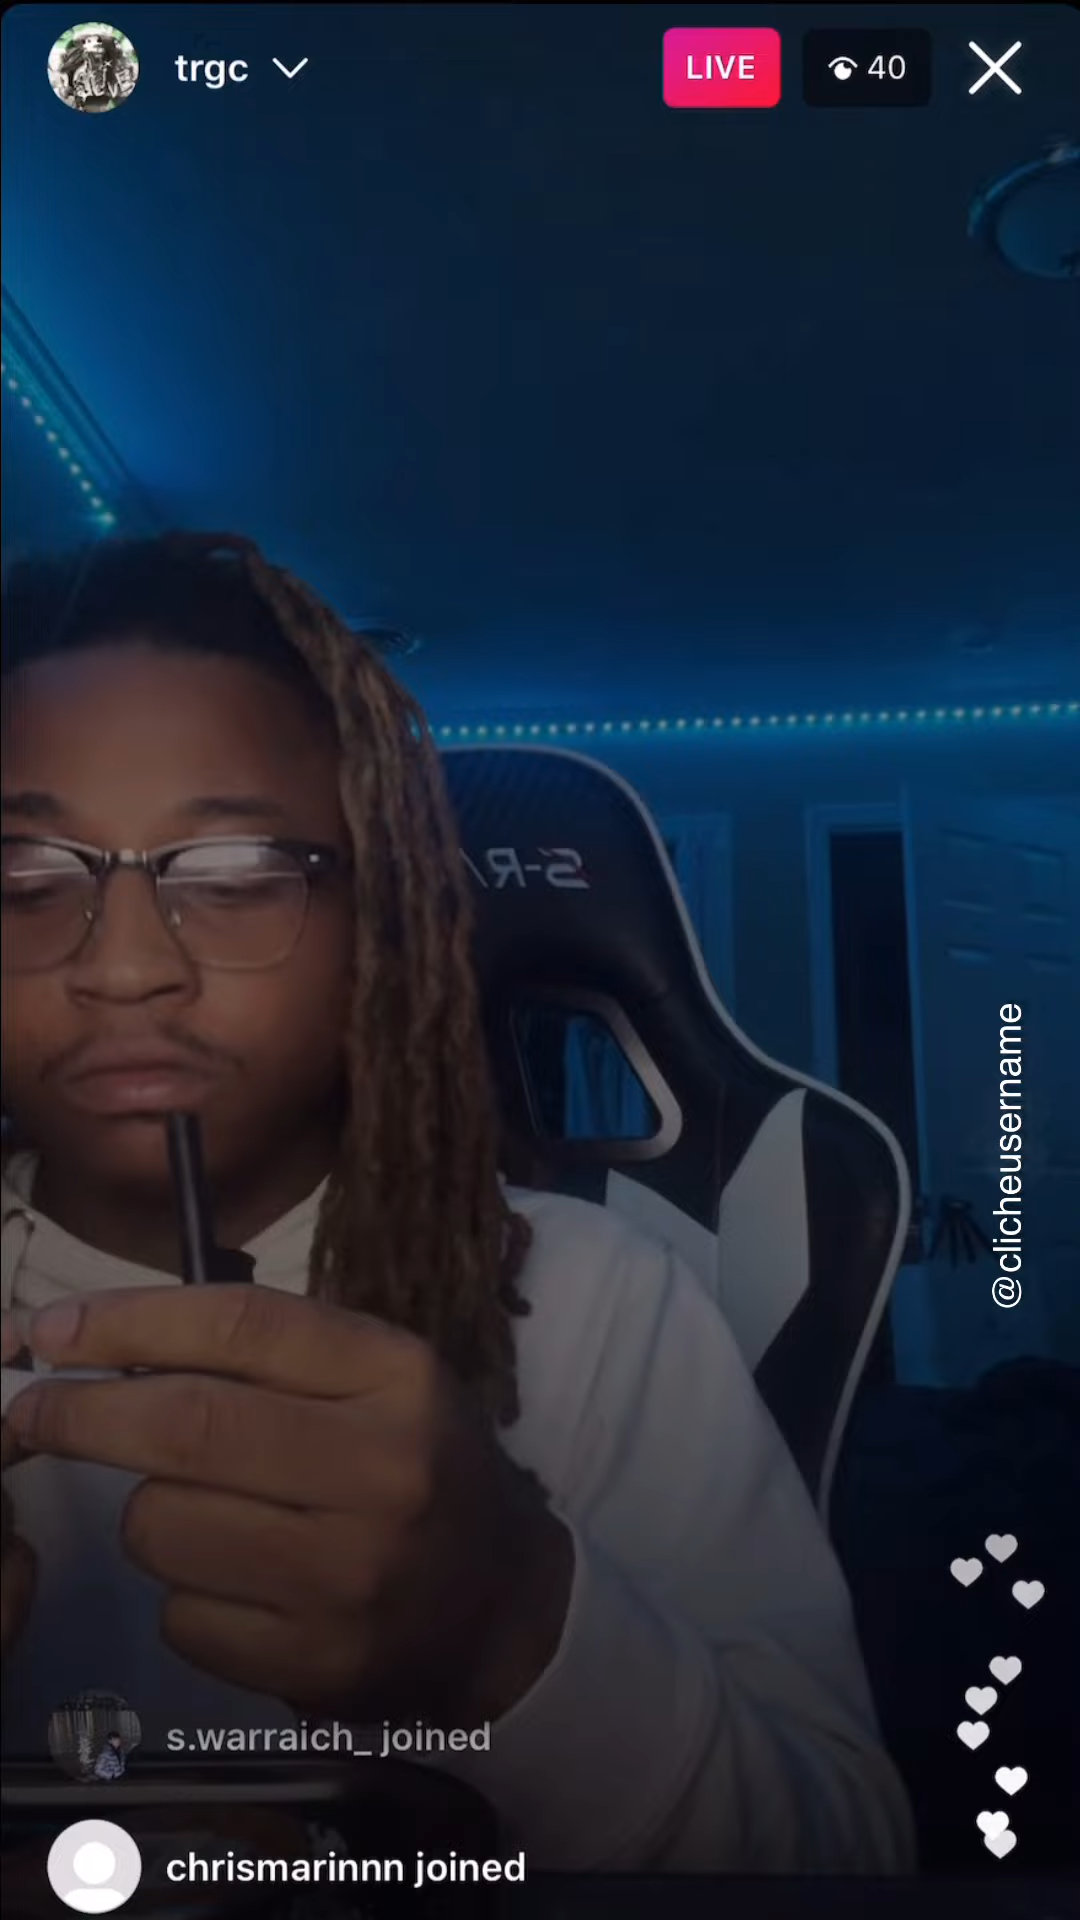 trgc
LIVE
40
S-R
@clicheusername
s.warraich_ joined
chrismarinnn joined